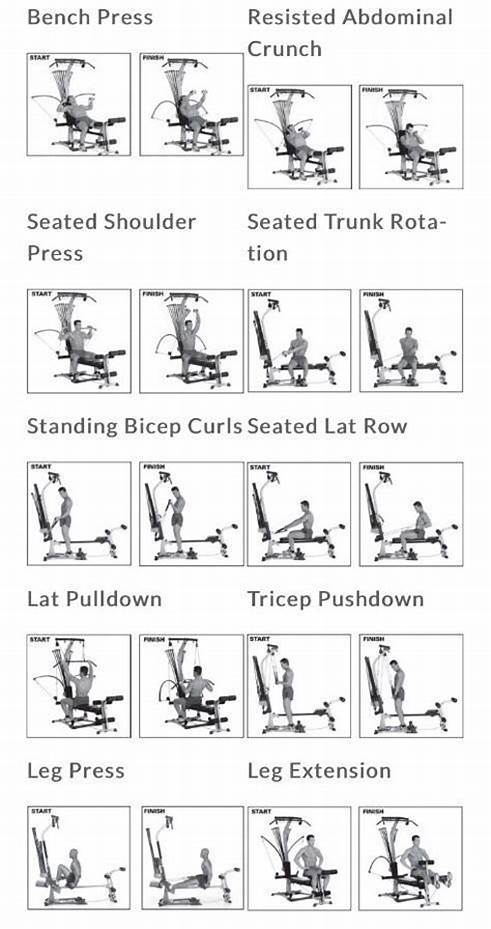 Bench Press
Resisted Abdominal
Crunch
START
FINISH
START
FINISH
Seated Shoulder
Press
Seated Trunk Rota-
tion
START
FINISH
START
FINISH
Standing Bicep Curls
Seated Lat Row
START
FINISH
START
FINISH
Lat Pulldown
Tricep Pushdown
START
FINISH
START
FINISH
Leg Press
Leg Extension
START
FINISH
START
FINISH